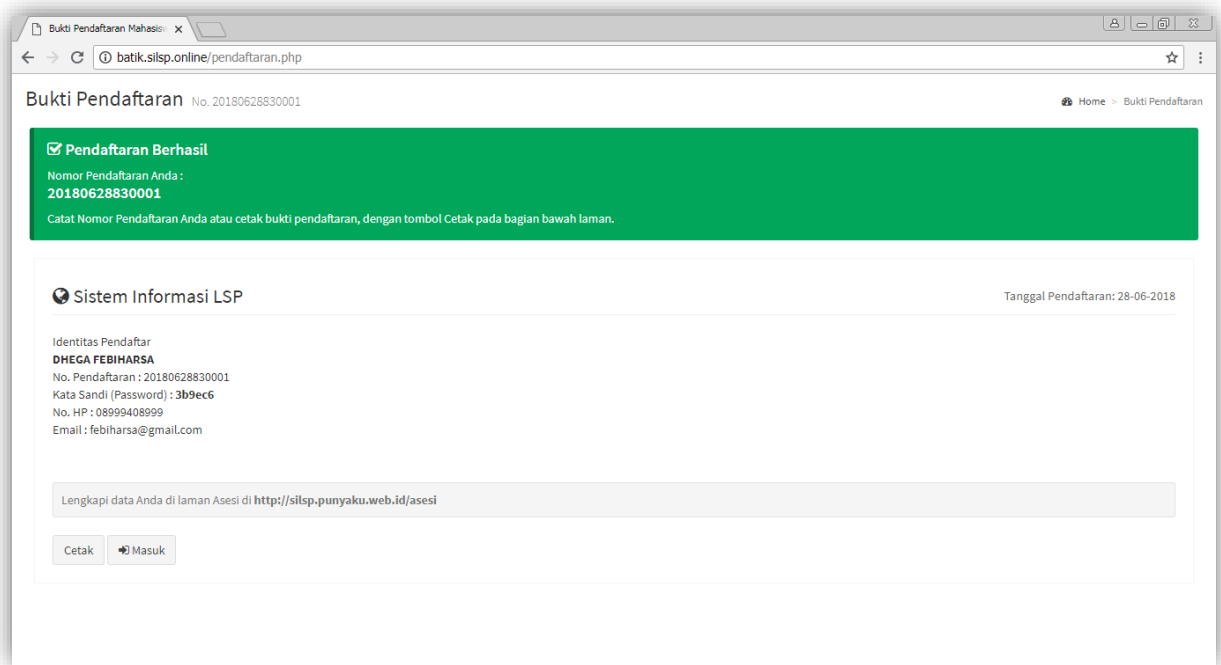 Bukti Pendaftaran Mahasisw
batik.silsp.online/pendaftaran.php
Bukti Pendaftaran No. 20180628830001
Home > Bukti Pendaftaran
Pendaftaran Berhasil
Nomor Pendaftaran Anda :
20180628830001
Catat Nomor Pendaftaran Anda atau cetak bukti pendaftaran, dengan tombol Cetak pada bagian bawah laman.
Sistem Informasi LSP
Tanggal Pendaftaran: 28-06-2018
Identitas Pendaftar
DHEGA FEBIHARSA
No. Pendaftaran : 20180628830001
Kata Sandi (Password) : 3b9ec6
No. HP : 08999408999
Email : febiharsa@gmail.com
Lengkapi data Anda di laman Asesi di http://silsp.punyaku.web.id/asesi
Cetak
Masuk